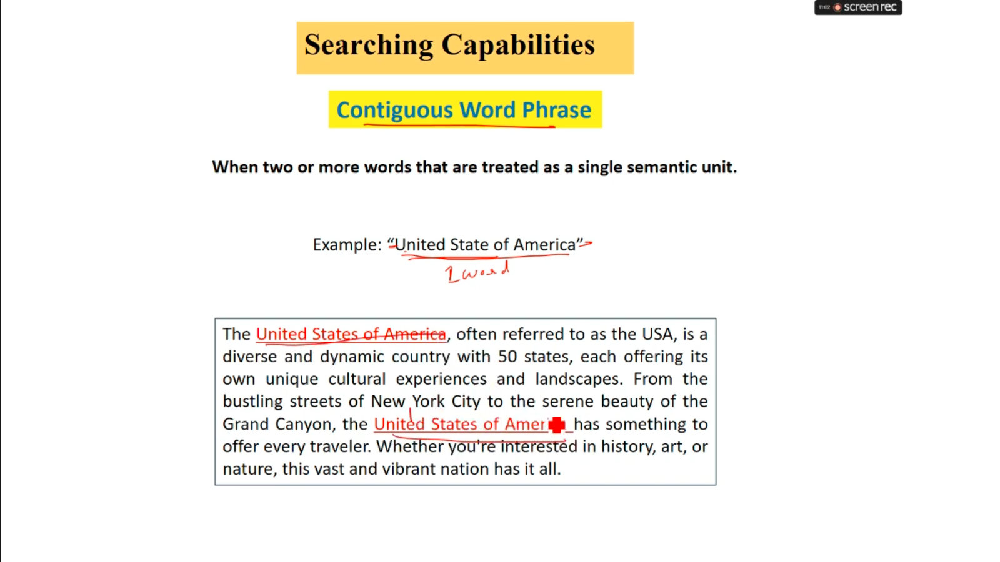 11:02 screenrec
Searching Capabilities
Contiguous Word Phrase
When two or more words that are treated as a single semantic unit.
Example: “United State of America”
1 word
The United States of America, often referred to as the USA, is a
diverse and dynamic country with 50 states, each offering its
own unique cultural experiences and landscapes. From the
bustling streets of New York City to the serene beauty of the
Grand Canyon, the United States of Amer has something to
offer every traveler. Whether you're interested in history, art, or
nature, this vast and vibrant nation has it all.